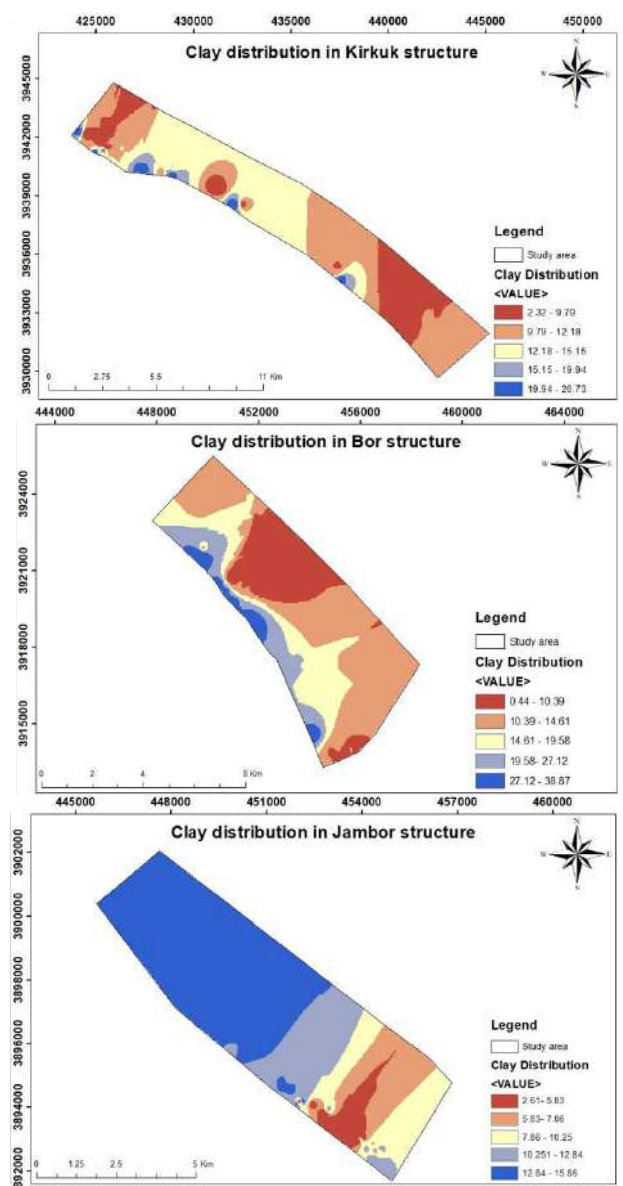 425000 430000 435000 440000 445000 450000
Clay distribution in Kirkuk structure
N
W E
S
3945000
3942000
3939000
3936000
3933000
3930000
Legend
Study area
Clay Distribution
<VALUE>
2.32 - 9.79
9.79 - 12.18
12.18 - 15.15
15.15 - 19.94
19.94 - 26.73
0 2.75 5.5 11 Km
444000 448000 452000 456000 460000 464000
Clay distribution in Bor structure
N
W E
S
3924000
3921000
3918000
3915000
Legend
Study area
Clay Distribution
<VALUE>
0.44 - 10.39
10.39 - 14.61
14.61 - 19.58
19.58 - 27.12
27.12 - 38.87
0 2 4 8 Km
445000 448000 451000 454000 457000 460000
Clay distribution in Jambor structure
N
W E
S
3902000
3900000
3898000
3896000
3894000
3892000
Legend
Study area
Clay Distribution
<VALUE>
2.61- 5.83
5.83- 7.86
7.86 - 10.25
10.251 - 12.84
12.84 - 15.86
0 1.25 2.5 5 Km